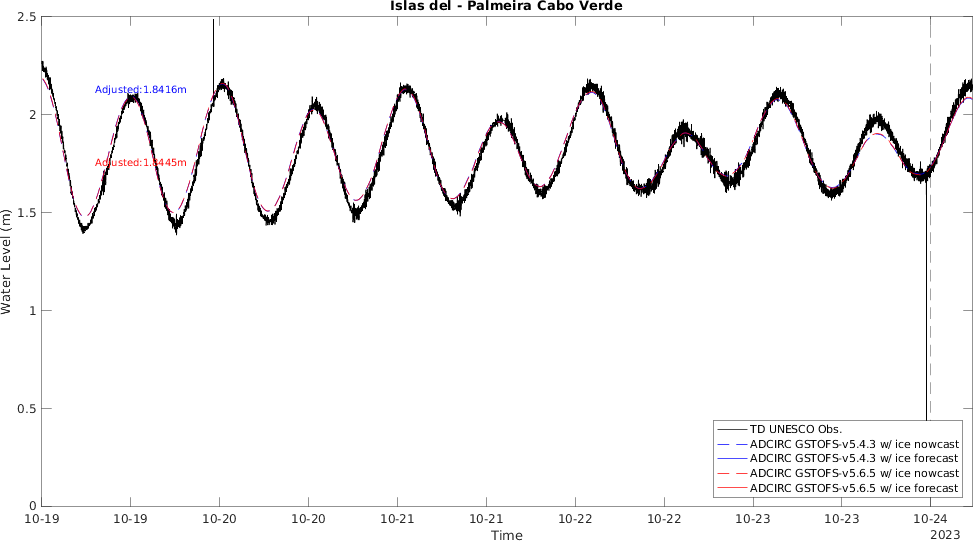 Islas del - Palmeira Cabo Verde
2.5
Adjusted:1.8416m
2
Adjusted:1.8445m
1.5
Water Level (m)
1
0.5
TD UNESCO Obs.
ADCIRC GSTOFS-v5.4.3 w/ ice nowcast
ADCIRC GSTOFS-v5.4.3 w/ ice forecast
ADCIRC GSTOFS-v5.6.5 w/ ice nowcast
ADCIRC GSTOFS-v5.6.5 w/ ice forecast
0
10-19 10-19 10-20 10-20 10-21 10-21 10-22 10-22 10-23 10-23 10-24
Time 2023